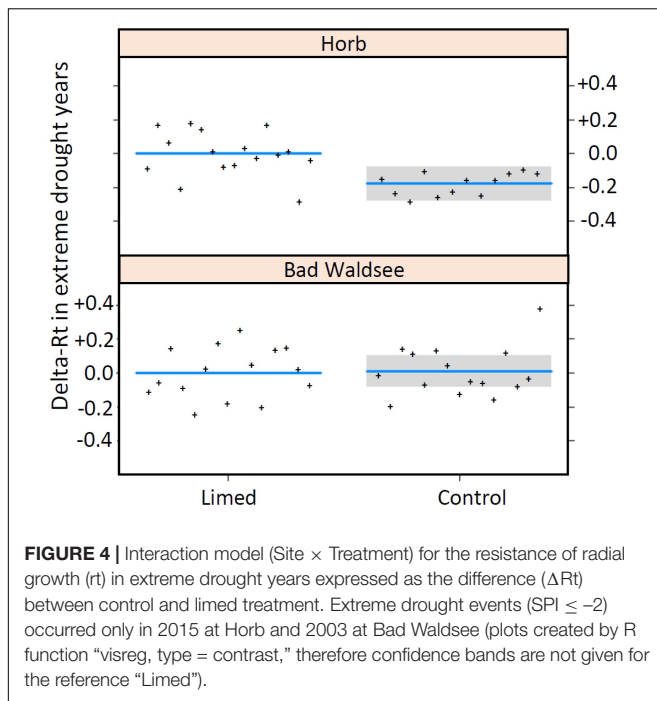 Horb
+0.4
+0.2
0.0
-0.2
-0.4
Delta-Rt in extreme drought years
Bad Waldsee
+0.4
+0.2
0.0
-0.2
-0.4
Limed
Control
FIGURE 4 | Interaction model (Site × Treatment) for the resistance of radial
growth (rt) in extreme drought years expressed as the difference (ΔRt)
between control and limed treatment. Extreme drought events (SPI ≤ –2)
occurred only in 2015 at Horb and 2003 at Bad Waldsee (plots created by R
function “visreg, type = contrast,” therefore confidence bands are not given for
the reference “Limed”).